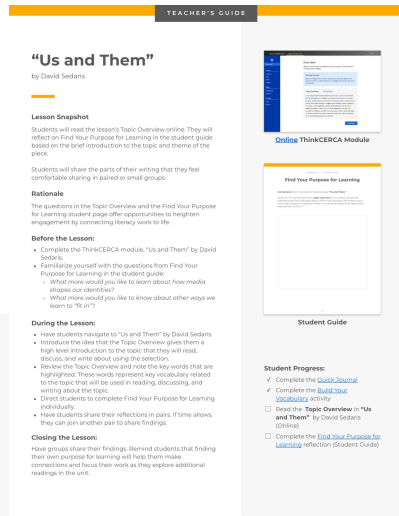 TEACHER'S GUIDE
“Us and Them”
by David Sedaris
Lesson Snapshot
Students will read the lesson's Topic Overview online. They will
reflect on Find Your Purpose for Learning in the student guide
based on the brief introduction to the topic and theme of the
piece.
Students will share the parts of their writing that they feel
comfortable sharing in paired or small groups.
Rationale
The questions in the Topic Overview and the Find Your Purpose
for Learning student page offer opportunities to heighten
engagement by connecting literacy work to life.
Before the Lesson:
• Complete the ThinkCERCA module, “Us and Them” by David
Sedaris.
• Familiarize yourself with the questions from Find Your
Purpose for Learning in the student guide:
○ What more would you like to learn about how media
shapes our identities?
○ What more would you like to know about other ways we
learn to “fit in”?
During the Lesson:
• Have students navigate to “Us and Them” by David Sedaris.
• Introduce the idea that the Topic Overview gives them a
high level introduction to the topic that they will read,
discuss, and write about using the selection.
• Review the Topic Overview and note the key words that are
highlighted. These words represent key vocabulary related
to the topic that will be used in reading, discussing, and
writing about the topic.
• Direct students to complete Find Your Purpose for Learning
individually.
• Have students share their reflections in pairs. If time allows,
they can join another pair to share findings.
Closing the Lesson:
Have groups share their findings. Remind students that finding
their own purpose for learning will help them make
connections and focus their work as they explore additional
readings in the unit.
Overview
Online ThinkCERCA Module
Find Your Purpose for Learning
Student Guide
Student Progress:
✓ Complete the Quick Journal
✓ Complete the Build Your
Vocabulary activity
☐ Read the Topic Overview in “Us
and Them” by David Sedaris
(Online)
☐ Complete the Find Your Purpose for
Learning reflection (Student Guide)